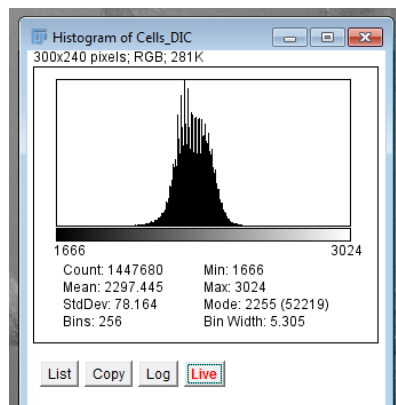 Histogram of Cells_DIC
300x240 pixels; RGB; 281K
1666 3024
Count: 1447680 Min: 1666
Mean: 2297.445 Max: 3024
StdDev: 78.164 Mode: 2255 (52219)
Bins: 256 Bin Width: 5.305
List Copy Log Live